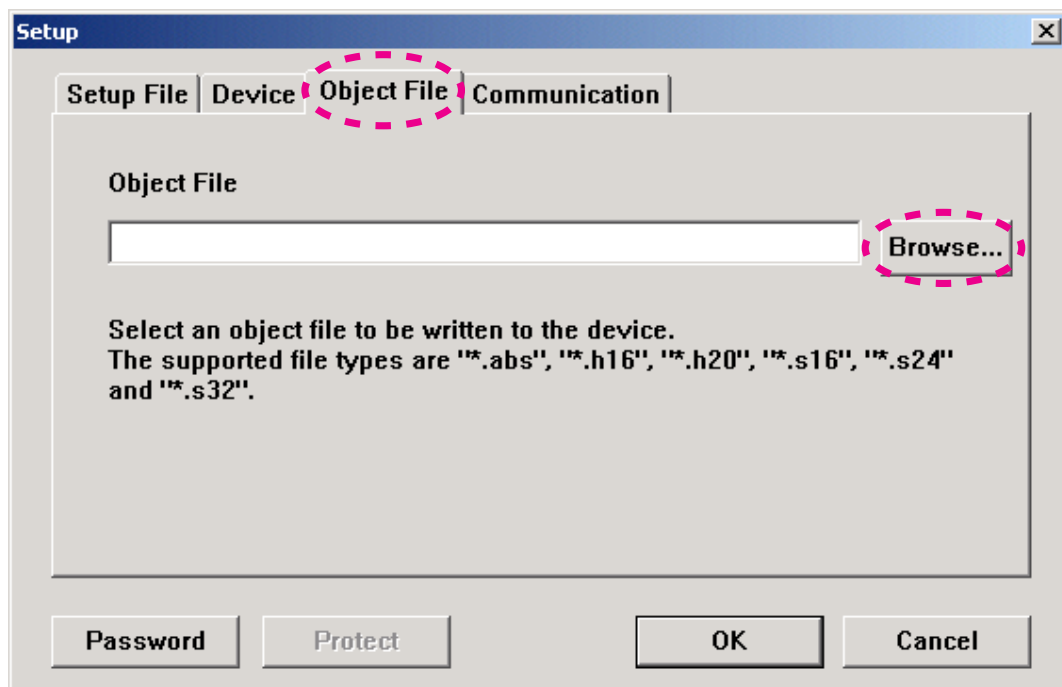 Setup
Setup File Device Object File Communication
Object File
Browse...
Select an object file to be written to the device.
The supported file types are "*.abs", "*.h16", "*.h20", "*.s16", "*.s24"
and "*.s32".
Password Protect OK Cancel